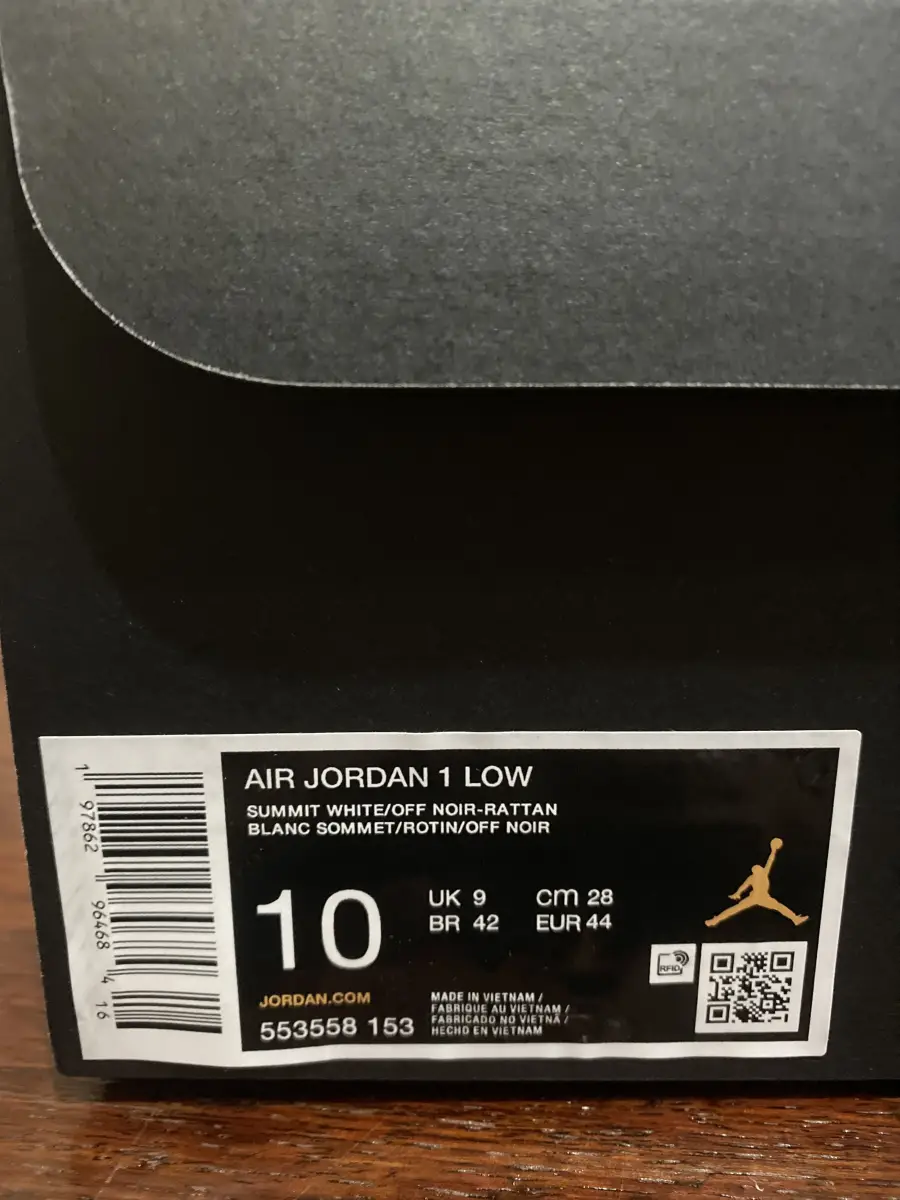 AIR JORDAN 1 LOW
SUMMIT WHITE/OFF NOIR-RATTAN
BLANC SOMMET/ROTIN/OFF NOIR
10
UK 9
CM 28
BR 42
EUR 44
JORDAN.COM
553558 153
MADE IN VIETNAM /
FABRIQUE AU VIETNAM /
FABRICADO NO VIETNÃ /
HECHO EN VIETNAM
RFID
1 97862 96468 4 16